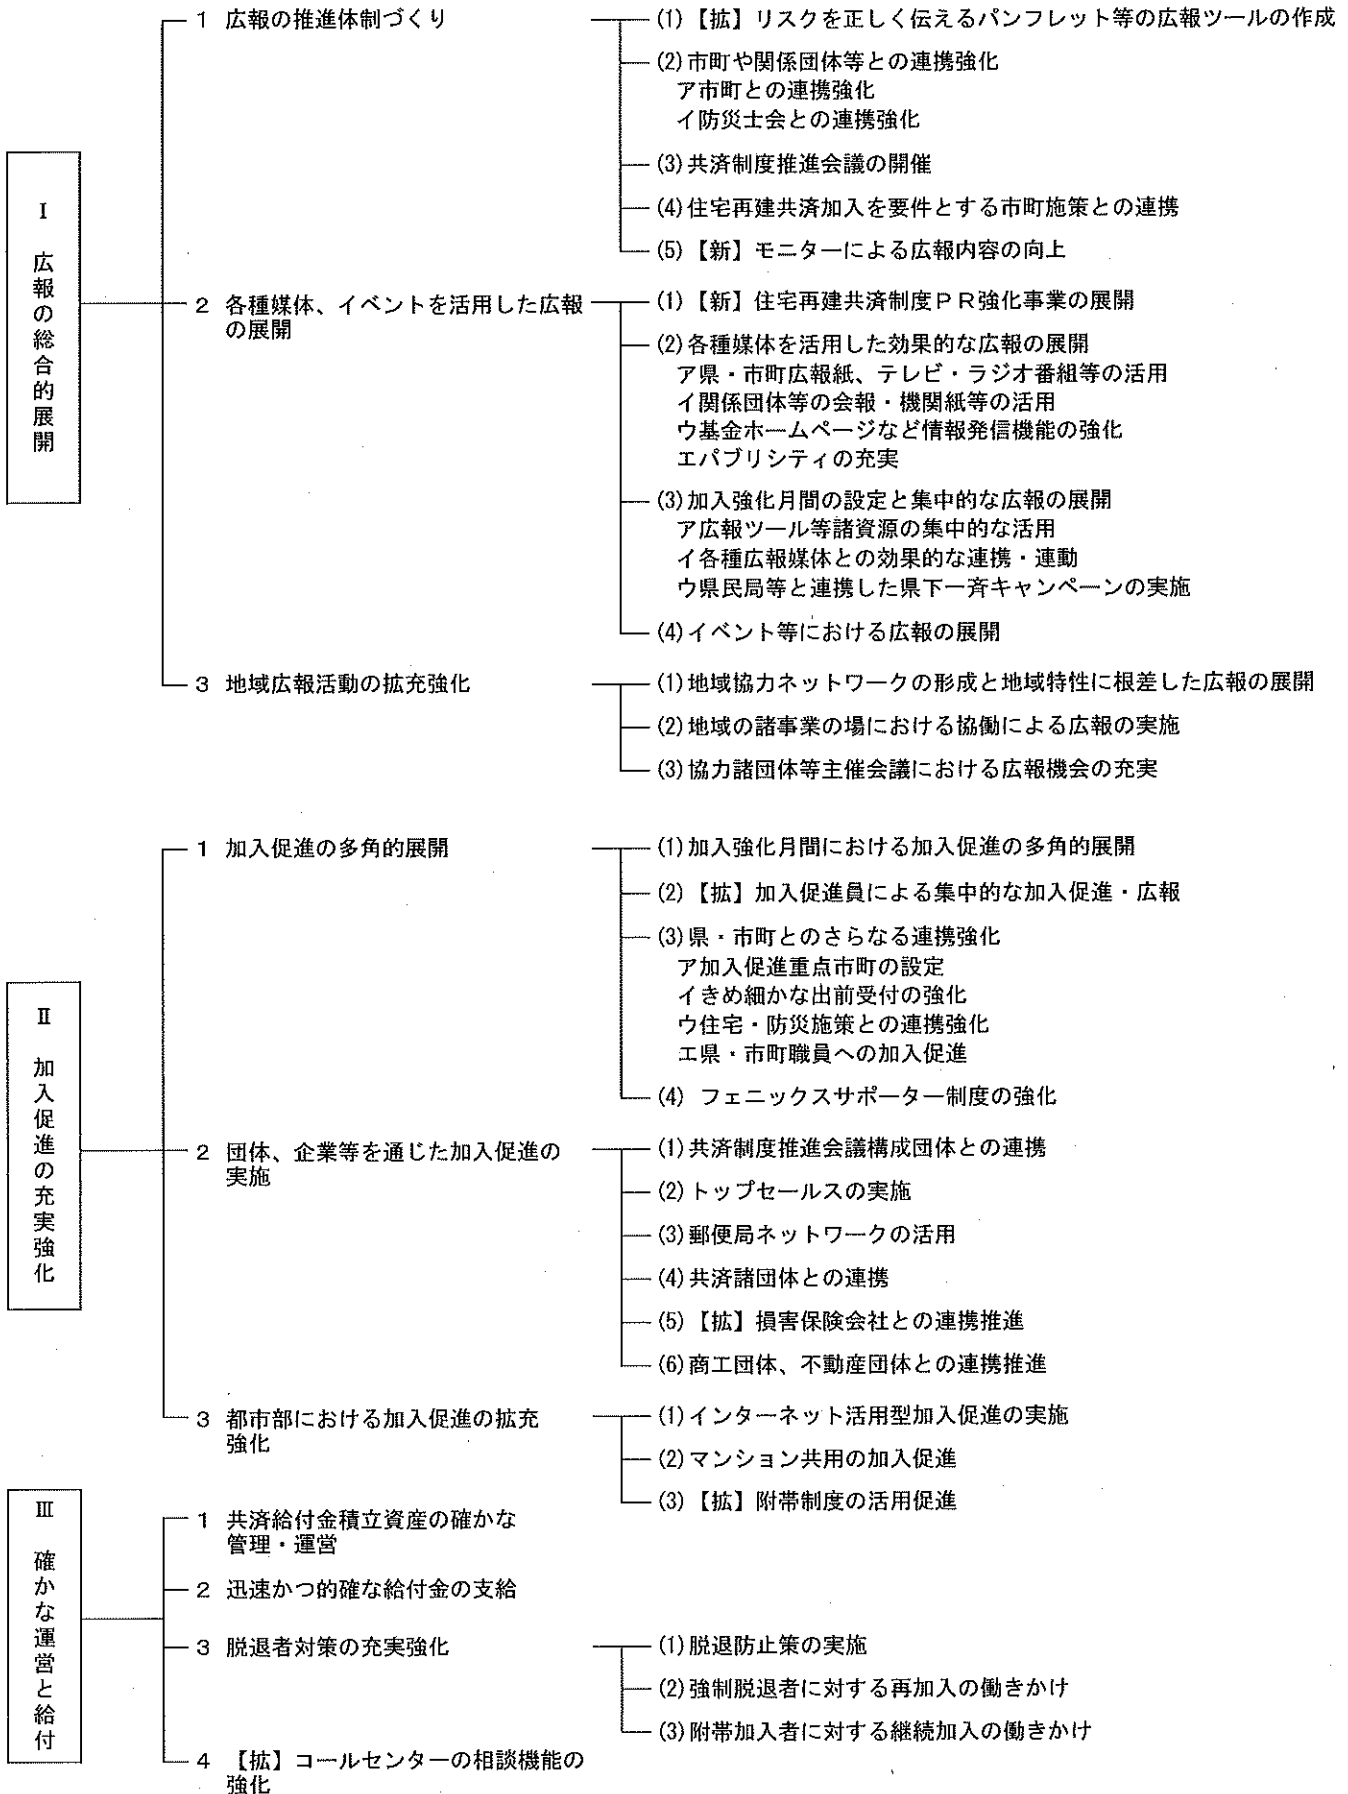 Ⅰ 広報の総合的展開
1 広報の推進体制づくり
(1)【拡】リスクを正しく伝えるパンフレット等の広報ツールの作成
(2)市町や関係団体等との連携強化
ア市町との連携強化
イ防災士会との連携強化
(3)共済制度推進会議の開催
(4)住宅再建共済加入を要件とする市町施策との連携
(5)【新】モニターによる広報内容の向上
2 各種媒体、イベントを活用した広報
の展開
(1)【新】住宅再建共済制度ＰＲ強化事業の展開
(2)各種媒体を活用した効果的な広報の展開
ア県・市町広報紙、テレビ・ラジオ番組等の活用
イ関係団体等の会報・機関紙等の活用
ウ基金ホームページなど情報発信機能の強化
エパブリシティの充実
(3)加入強化月間の設定と集中的な広報の展開
ア広報ツール等諸資源の集中的な活用
イ各種広報媒体との効果的な連携・連動
ウ県民局等と連携した県下一斉キャンペーンの実施
(4)イベント等における広報の展開
3 地域広報活動の拡充強化
(1)地域協力ネットワークの形成と地域特性に根差した広報の展開
(2)地域の諸事業の場における協働による広報の実施
(3)協力諸団体等主催会議における広報機会の充実
Ⅱ 加入促進の充実強化
1 加入促進の多角的展開
(1)加入強化月間における加入促進の多角的展開
(2)【拡】加入促進員による集中的な加入促進・広報
(3)県・市町とのさらなる連携強化
ア加入促進重点市町の設定
イきめ細かな出前受付の強化
ウ住宅・防災施策との連携強化
エ県・市町職員への加入促進
(4) フェニックスサポーター制度の強化
2 団体、企業等を通じた加入促進の
実施
(1)共済制度推進会議構成団体との連携
(2)トップセールスの実施
(3)郵便局ネットワークの活用
(4)共済諸団体との連携
(5)【拡】損害保険会社との連携推進
(6)商工団体、不動産団体との連携推進
3 都市部における加入促進の拡充
強化
(1)インターネット活用型加入促進の実施
(2)マンション共用の加入促進
(3)【拡】附帯制度の活用促進
Ⅲ 確かな運営と給付
1 共済給付金積立資産の確かな
管理・運営
2 迅速かつ的確な給付金の支給
3 脱退者対策の充実強化
(1)脱退防止策の実施
(2)強制脱退者に対する再加入の働きかけ
(3)附帯加入者に対する継続加入の働きかけ
4 【拡】コールセンターの相談機能の
強化